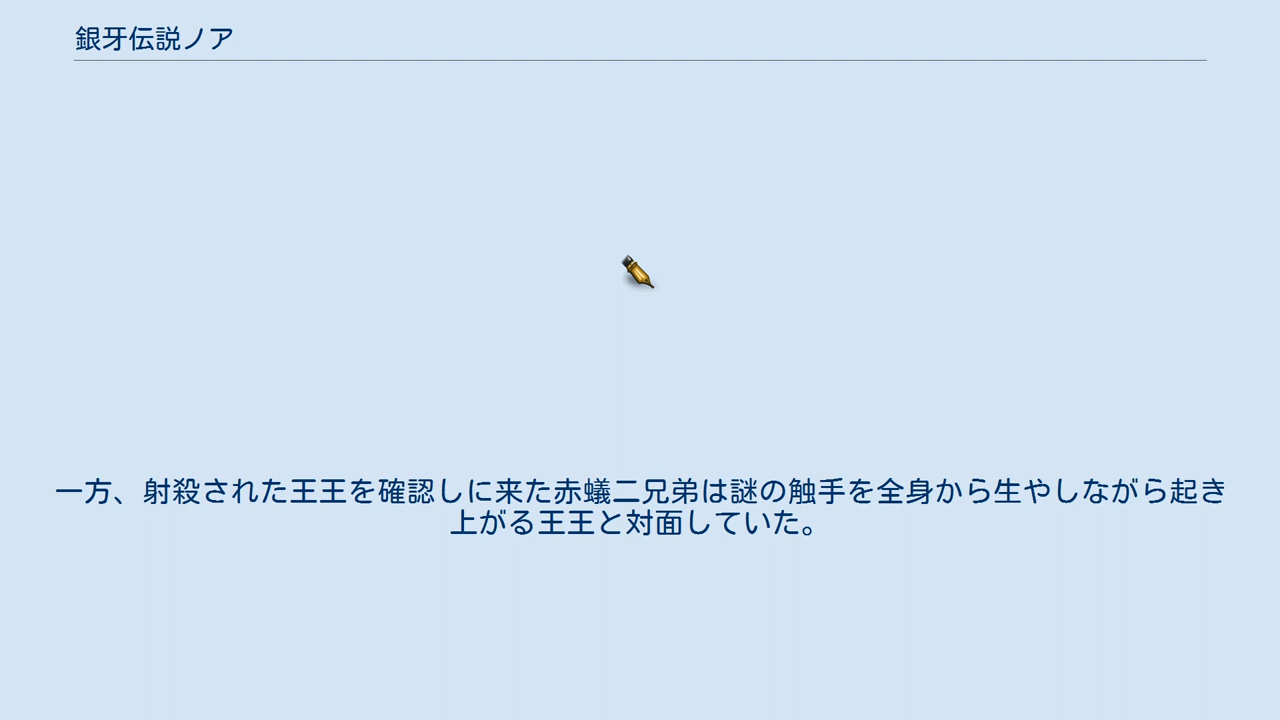 銀牙伝説ノア
一方、射殺された王王を確認しに来た赤蟻二兄弟は謎の触手を全身から生やしながら起き
上がる王王と対面していた。